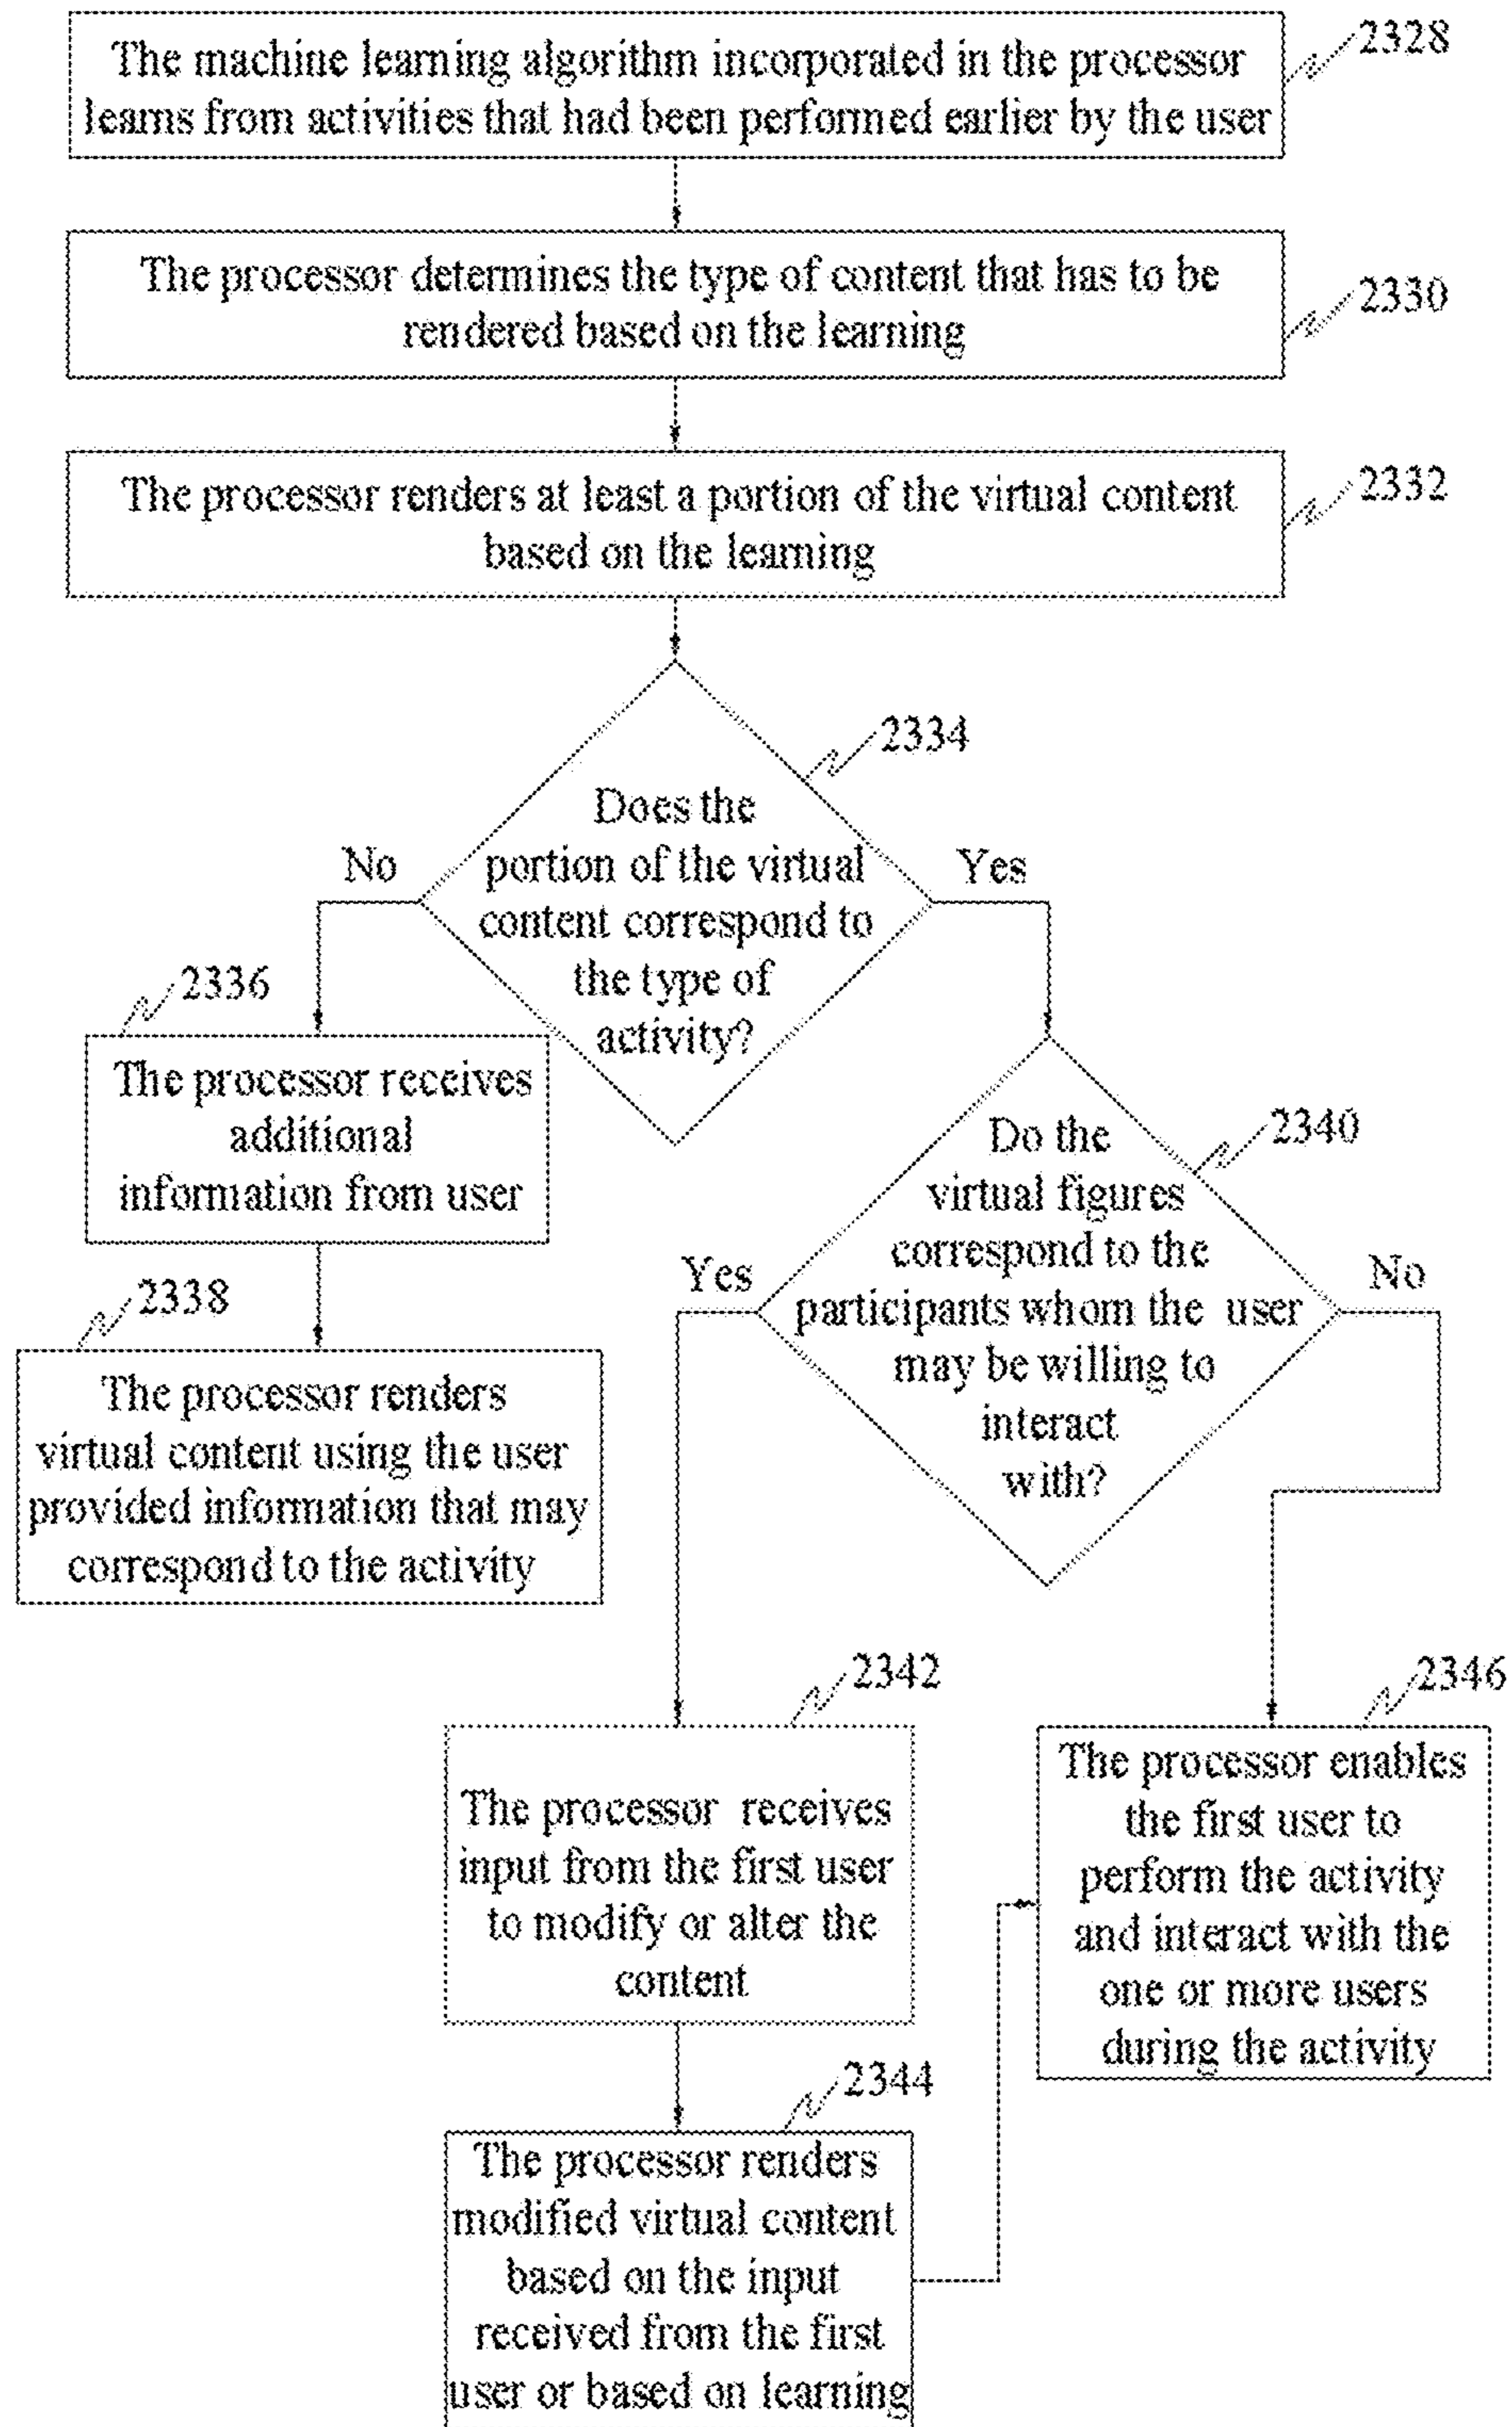 The machine learning algorithm incorporated in the processor
learns from activities that had been performed earlier by the user
2328
The processor determines the type of content that has to be
rendered based on the learning
2330
The processor renders at least a portion of the virtual content
based on the learning
2332
2334
Does the
portion of the virtual
content correspond to
the type of
activity?
No
Yes
2336
The processor receives
additional
information from user
2338
The processor renders
virtual content using the user
provided information that may
correspond to the activity
2340
Do the
virtual figures
correspond to the
participants whom the user
may be willing to
interact
with?
Yes
No
2342
The processor receives
input from the first user
to modify or alter the
content
2344
The processor renders
modified virtual content
based on the input
received from the first
user or based on learning
2346
The processor enables
the first user to
perform the activity
and interact with the
one or more users
during the activity